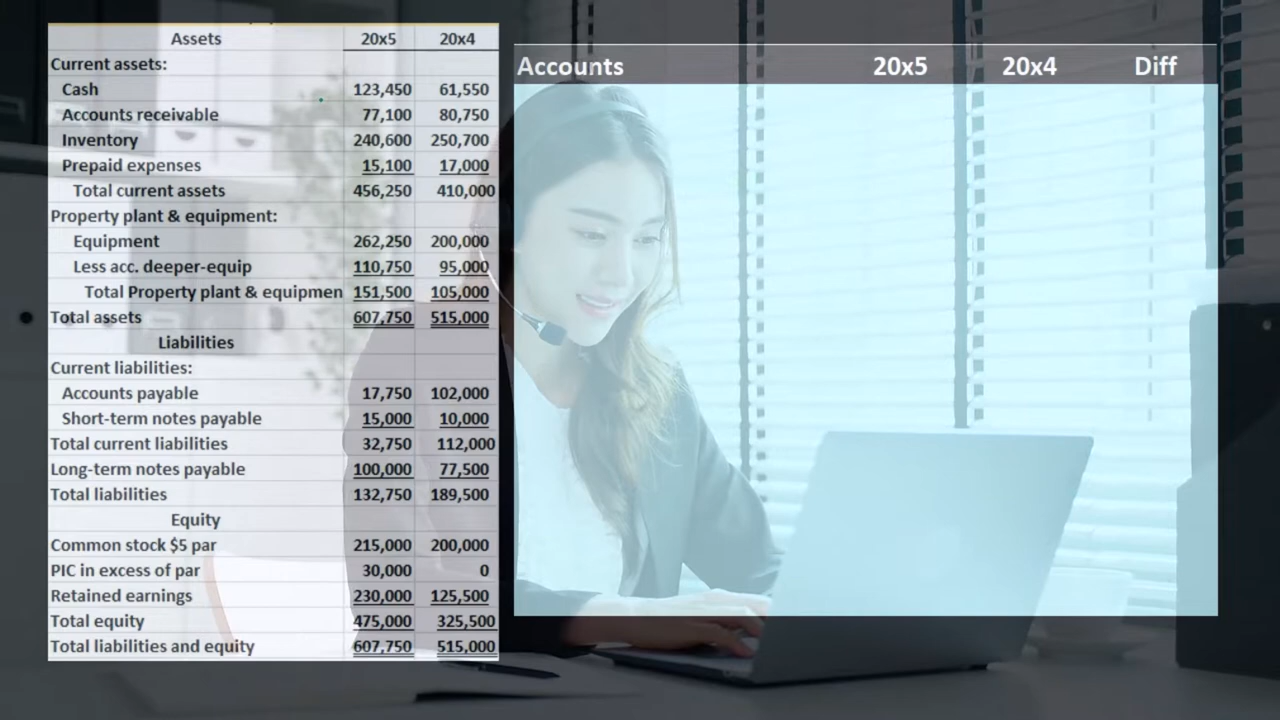 Assets 20x5 20x4
Current assets:
Cash 123,450 61,550
Accounts receivable 77,100 80,750
Inventory 240,600 250,700
Prepaid expenses 15,100 17,000
Total current assets 456,250 410,000
Property plant & equipment:
Equipment 262,250 200,000
Less acc. deeper-equip 110,750 95,000
Total Property plant & equipmen 151,500 105,000
Total assets 607,750 515,000
Liabilities
Current liabilities:
Accounts payable 17,750 102,000
Short-term notes payable 15,000 10,000
Total current liabilities 32,750 112,000
Long-term notes payable 100,000 77,500
Total liabilities 132,750 189,500
Equity
Common stock $5 par 215,000 200,000
PIC in excess of par 30,000 0
Retained earnings 230,000 125,500
Total equity 475,000 325,500
Total liabilities and equity 607,750 515,000
Accounts 20x5 20x4 Diff